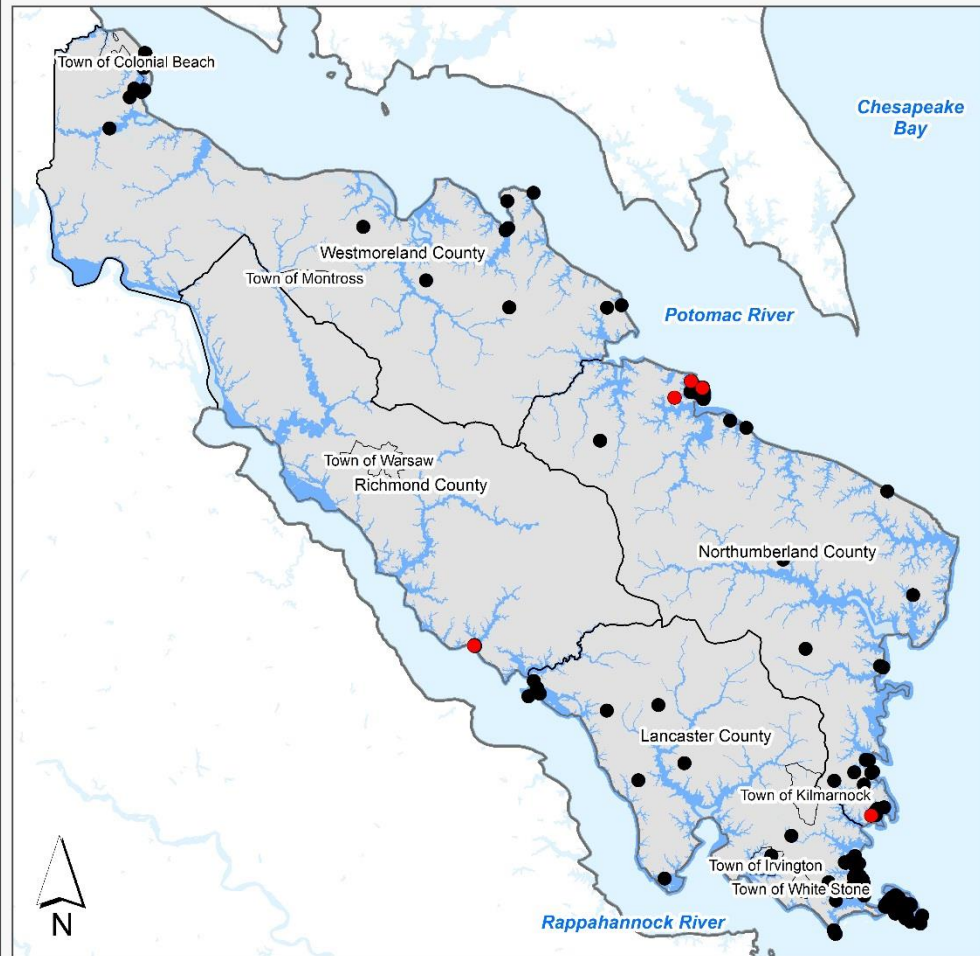 Town of Colonial Beach
Chesapeake
Bay
Westmoreland County
Town of Montross
Potomac River
Town of Warsaw
Richmond County
Northumberland County
Lancaster County
Town of Kilmarnock
Town of Irvington
Town of White Stone
Rappahannock River
N